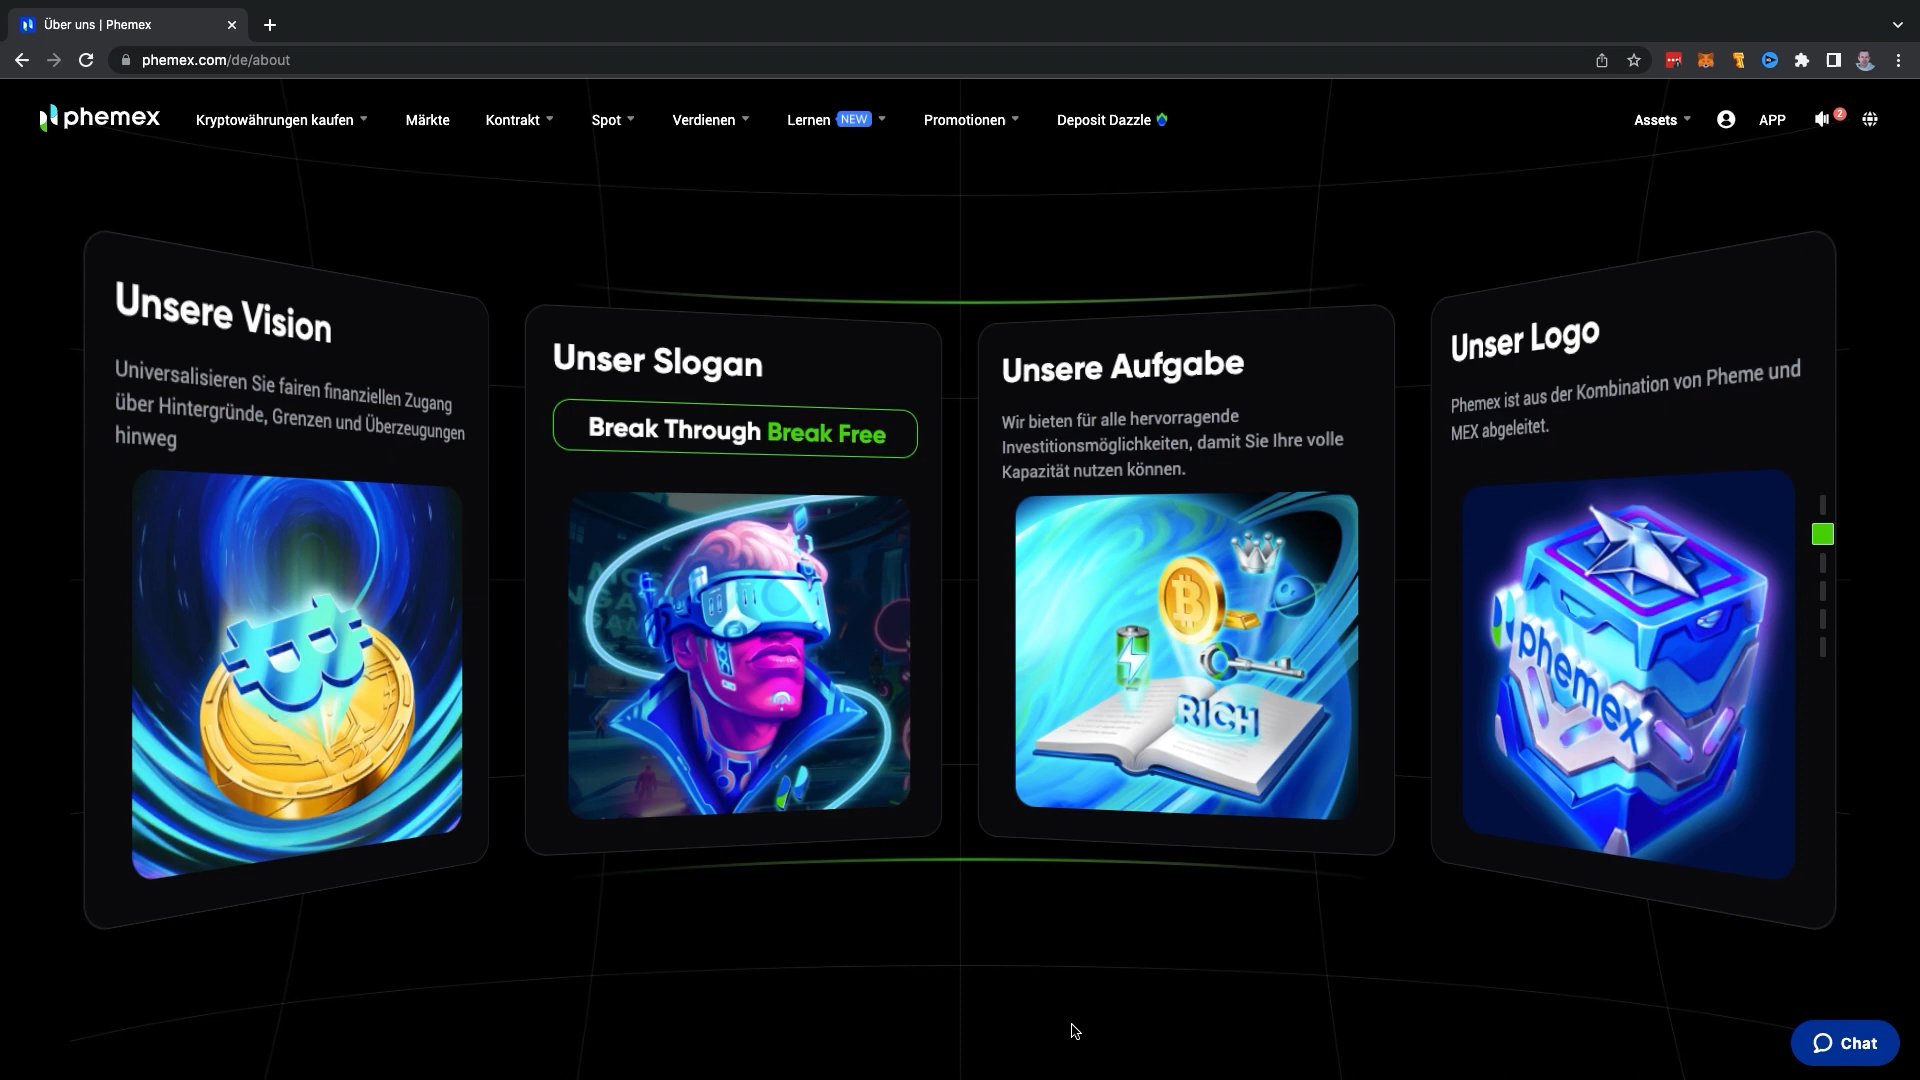 Über uns | Phemex
phemex.com/de/about
phemex
Kryptowährungen kaufen
Märkte
Kontrakt
Spot
Verdienen
Lernen NEW
Promotionen
Deposit Dazzle
Assets
APP
2
Unsere Vision
Universalisieren Sie fairen finanziellen Zugang
über Hintergründe, Grenzen und Überzeugungen
hinweg
Unser Slogan
Break Through Break Free
Unsere Aufgabe
Wir bieten für alle hervorragende
Investitionsmöglichkeiten, damit Sie Ihre volle
Kapazität nutzen können.
RICH
Unser Logo
Phemex ist aus der Kombination von Pheme und
MEX abgeleitet.
phemex
Chat